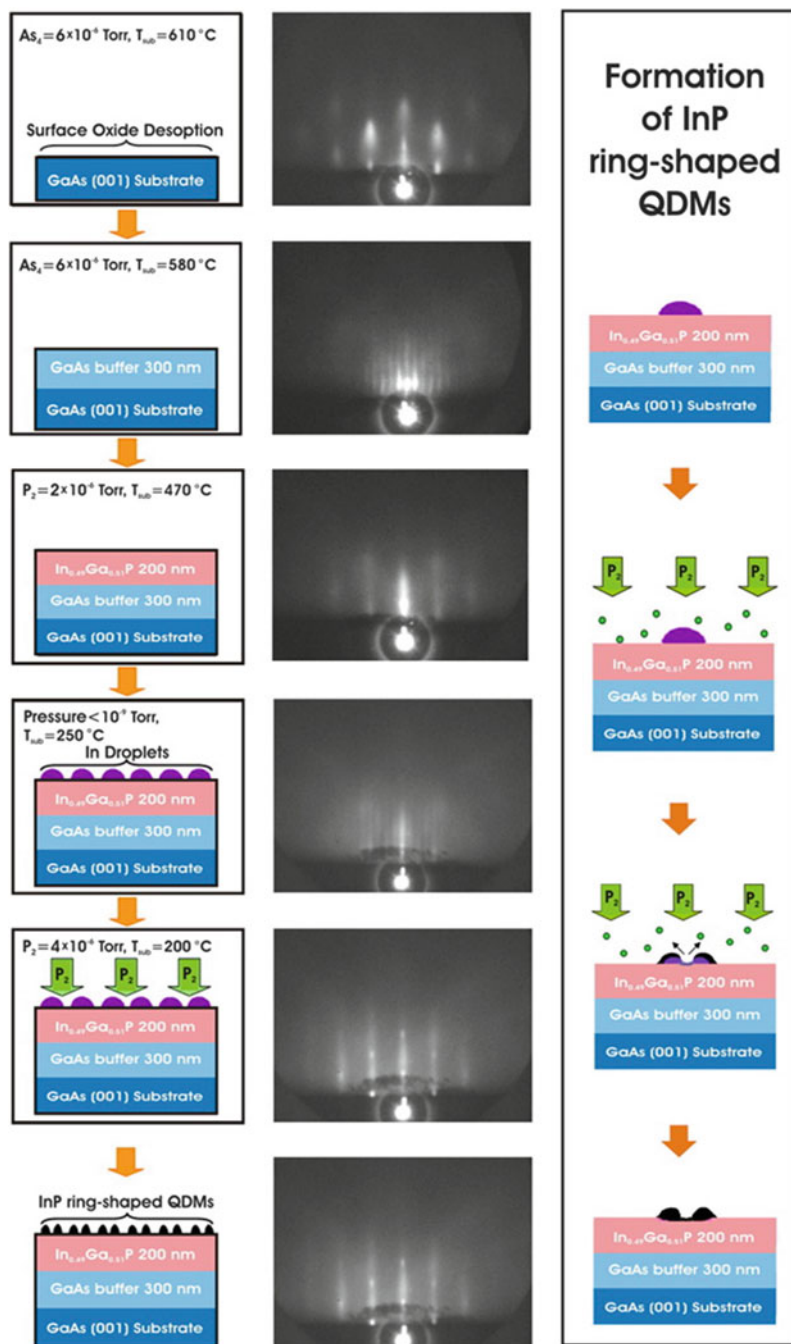 As₄=6×10⁻⁶ Torr, Tsub=610 °C
Surface Oxide Desoption
GaAs (001) Substrate
As₄=6×10⁻⁶ Torr, Tsub=580 °C
GaAs buffer 300 nm
GaAs (001) Substrate
P₂=2×10⁻⁶ Torr, Tsub=470 °C
In₀.₄₉Ga₀.₅₁P 200 nm
GaAs buffer 300 nm
GaAs (001) Substrate
Pressure<10⁻⁹ Torr,
Tsub=250 °C
In Droplets
In₀.₄₉Ga₀.₅₁P 200 nm
GaAs buffer 300 nm
GaAs (001) Substrate
P₂=4×10⁻⁶ Torr, Tsub=200 °C
P₂ P₂ P₂
In₀.₄₉Ga₀.₅₁P 200 nm
GaAs buffer 300 nm
GaAs (001) Substrate
InP ring-shaped QDMs
In₀.₄₉Ga₀.₅₁P 200 nm
GaAs buffer 300 nm
GaAs (001) Substrate
Formation
of InP
ring-shaped
QDMs
In₀.₄₉Ga₀.₅₁P 200 nm
GaAs buffer 300 nm
GaAs (001) Substrate
P₂ P₂ P₂
In₀.₄₉Ga₀.₅₁P 200 nm
GaAs buffer 300 nm
GaAs (001) Substrate
P₂ P₂ P₂
In₀.₄₉Ga₀.₅₁P 200 nm
GaAs buffer 300 nm
GaAs (001) Substrate
In₀.₄₉Ga₀.₅₁P 200 nm
GaAs buffer 300 nm
GaAs (001) Substrate